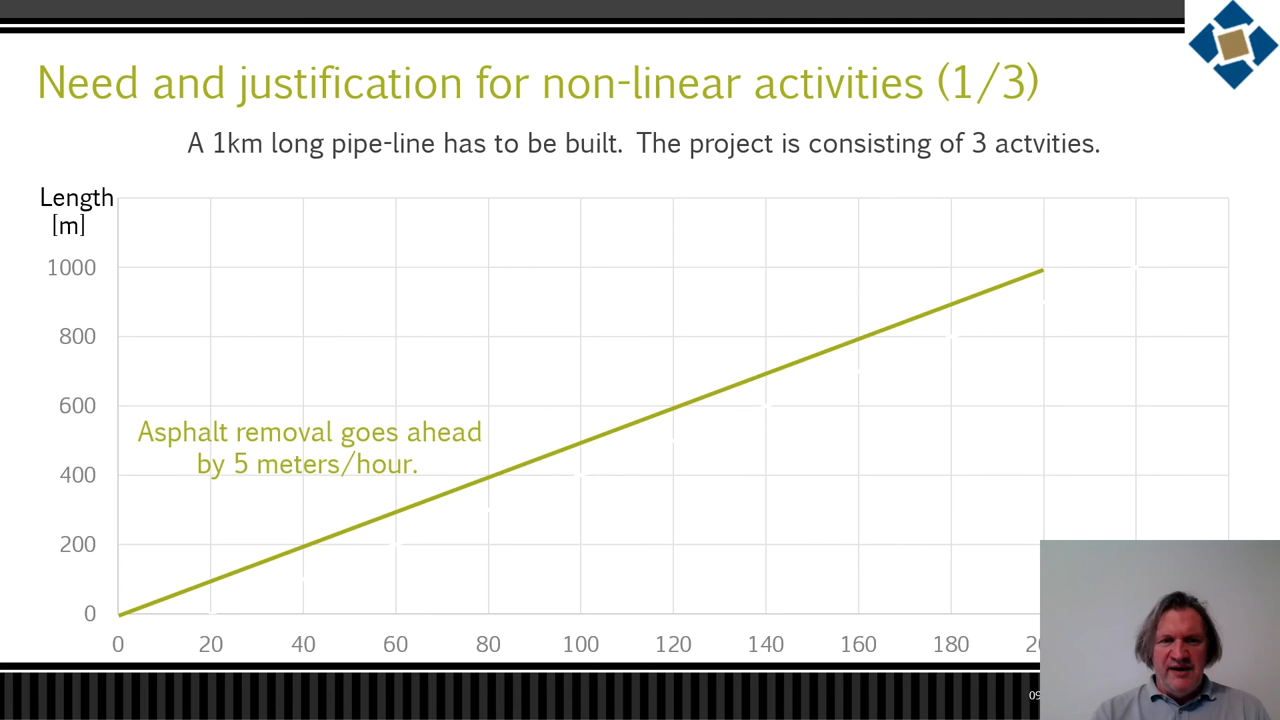 Need and justification for non-linear activities (1/3)
A 1km long pipe-line has to be built. The project is consisting of 3 actvities.
Length
[m]
1000
800
600
400
200
0
Asphalt removal goes ahead
by 5 meters/hour.
0 20 40 60 80 100 120 140 160 180